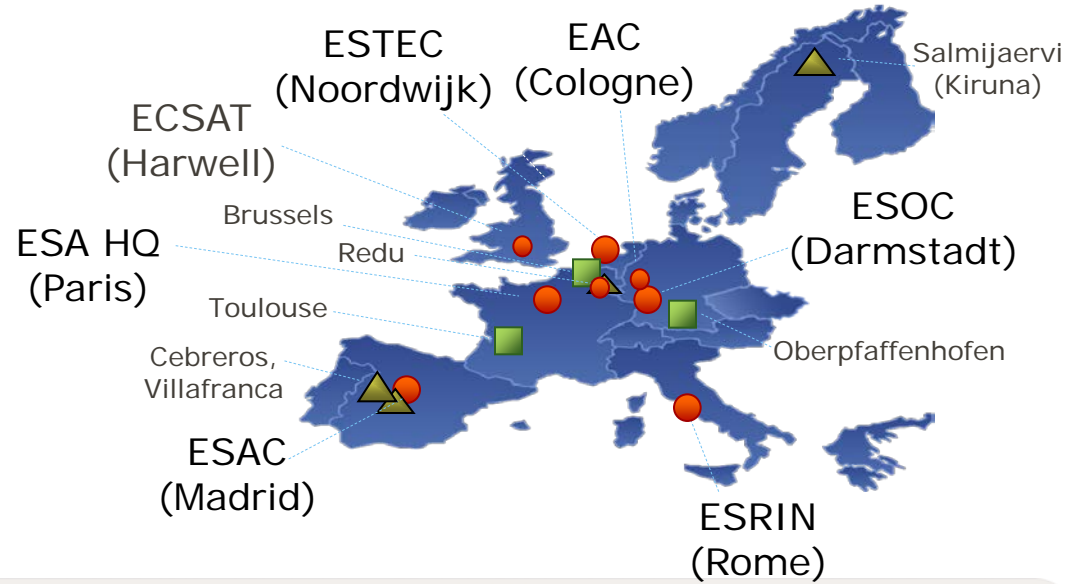 ESTEC
(Noordwijk)
EAC
(Cologne)
Salmijaervi
(Kiruna)
ECSAT
(Harwell)
Brussels
ESOC
(Darmstadt)
ESA HQ
(Paris)
Redu
Toulouse
Oberpfaffenhofen
Cebreros,
Villafranca
ESAC
(Madrid)
ESRIN
(Rome)